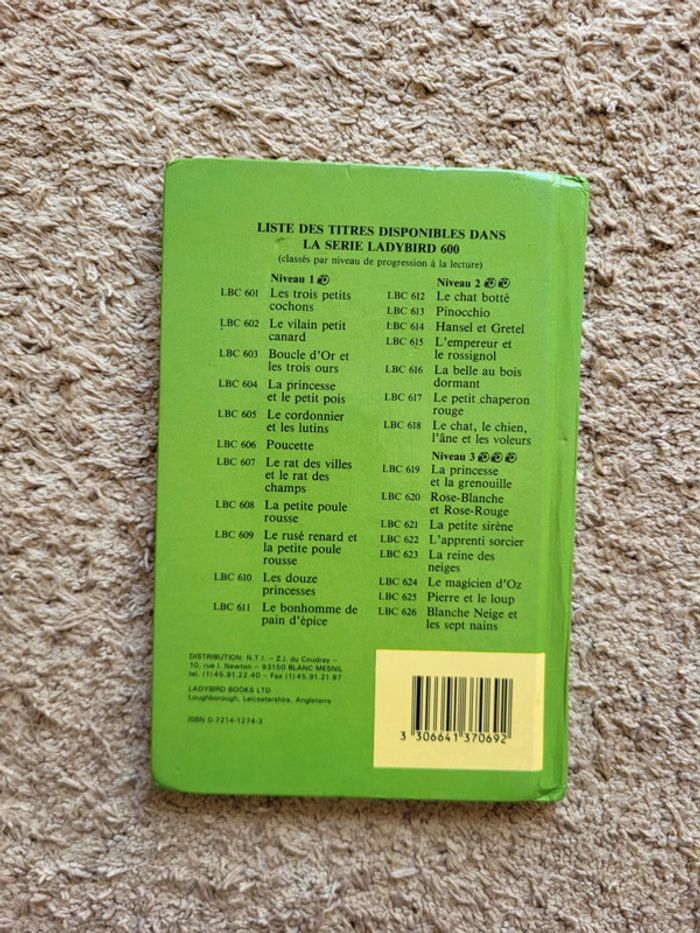 LISTE DES TITRES DISPONIBLES DANS
LA SERIE LADYBIRD 600
(classés par niveau de progression à la lecture)
Niveau 1
LBC 601 Les trois petits
cochons
LBC 602 Le vilain petit
canard
LBC 603 Boucle d'Or et
les trois ours
LBC 604 La princesse
et le petit pois
LBC 605 Le cordonnier
et les lutins
LBC 606 Poucette
LBC 607 Le rat des villes
et le rat des
champs
LBC 608 La petite poule
rousse
LBC 609 Le rusé renard et
la petite poule
rousse
LBC 610 Les douze
princesses
LBC 611 Le bonhomme de
pain d'épice
Niveau 2
LBC 612 Le chat botté
LBC 613 Pinocchio
LBC 614 Hansel et Gretel
LBC 615 L'empereur et
le rossignol
LBC 616 La belle au bois
dormant
LBC 617 Le petit chaperon
rouge
LBC 618 Le chat, le chien,
l'âne et les voleurs
Niveau 3
LBC 619 La princesse
et la grenouille
LBC 620 Rose-Blanche
et Rose-Rouge
LBC 621 La petite sirène
LBC 622 L'apprenti sorcier
LBC 623 La reine des
neiges
LBC 624 Le magicien d'Oz
LBC 625 Pierre et le loup
LBC 626 Blanche Neige et
les sept nains
DISTRIBUTION: N.T.I. – Z.I. du Coudray –
10, rue I. Newton – 93150 BLANC MESNIL
tél. (1) 45.91.22.40 – Fax (1) 45.91.21.97
LADYBIRD BOOKS LTD
Loughborough, Leicestershire, Angleterre
ISBN 0-7214-1274-2
3 306641 370692